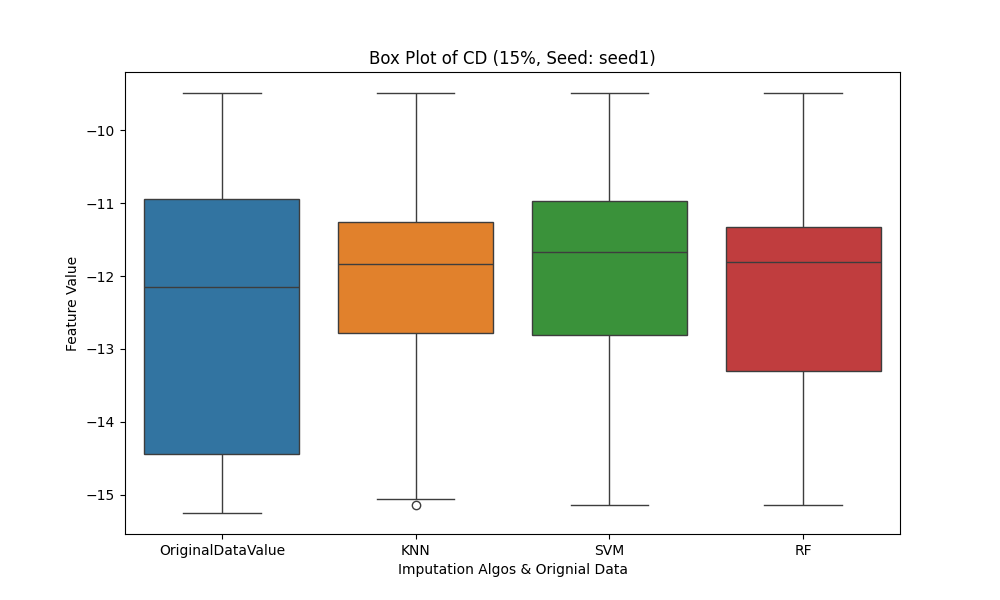 Box Plot of CD (15%, Seed: seed1)
Feature Value
−10
−11
−12
−13
−14
−15
OriginalDataValue
KNN
SVM
RF
Imputation Algos & Orignial Data